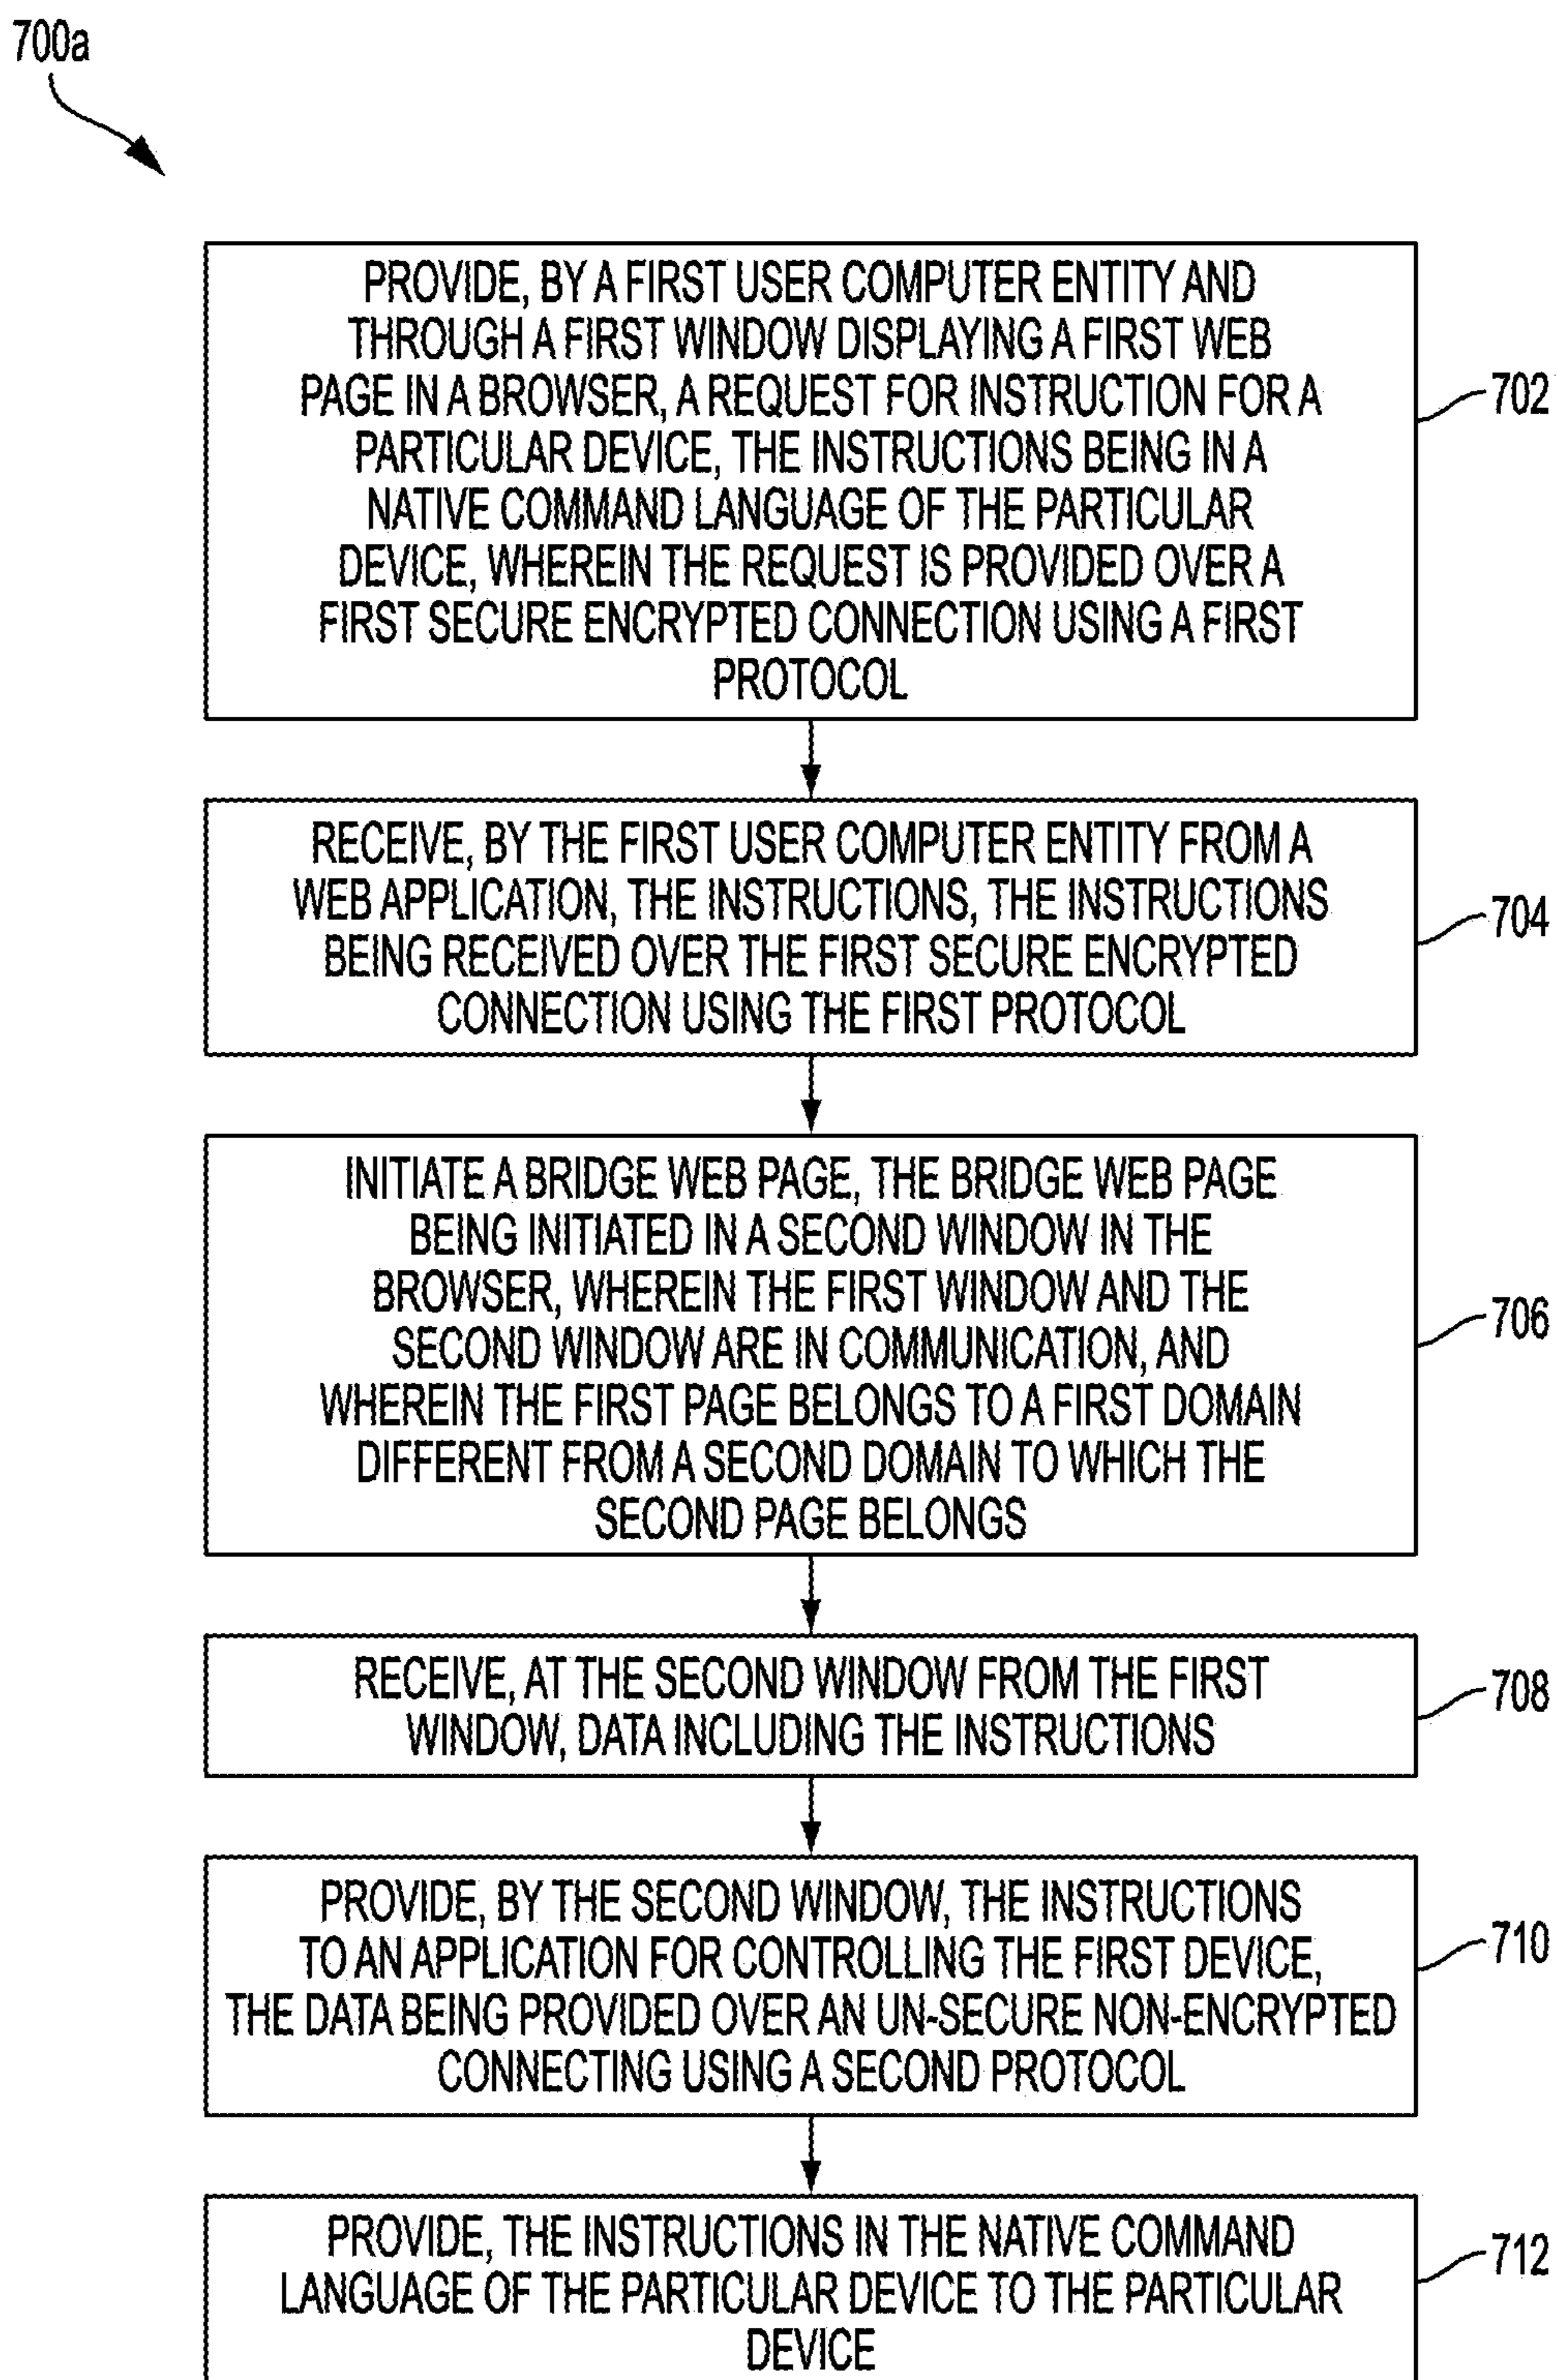 700a
PROVIDE, BY A FIRST USER COMPUTER ENTITY AND
THROUGH A FIRST WINDOW DISPLAYING A FIRST WEB
PAGE IN A BROWSER, A REQUEST FOR INSTRUCTION FOR A
PARTICULAR DEVICE, THE INSTRUCTIONS BEING IN A
NATIVE COMMAND LANGUAGE OF THE PARTICULAR
DEVICE, WHEREIN THE REQUEST IS PROVIDED OVER A
FIRST SECURE ENCRYPTED CONNECTION USING A FIRST
PROTOCOL
702
RECEIVE, BY THE FIRST USER COMPUTER ENTITY FROM A
WEB APPLICATION, THE INSTRUCTIONS, THE INSTRUCTIONS
BEING RECEIVED OVER THE FIRST SECURE ENCRYPTED
CONNECTION USING THE FIRST PROTOCOL
704
INITIATE A BRIDGE WEB PAGE, THE BRIDGE WEB PAGE
BEING INITIATED IN A SECOND WINDOW IN THE
BROWSER, WHEREIN THE FIRST WINDOW AND THE
SECOND WINDOW ARE IN COMMUNICATION, AND
WHEREIN THE FIRST PAGE BELONGS TO A FIRST DOMAIN
DIFFERENT FROM A SECOND DOMAIN TO WHICH THE
SECOND PAGE BELONGS
706
RECEIVE, AT THE SECOND WINDOW FROM THE FIRST
WINDOW, DATA INCLUDING THE INSTRUCTIONS
708
PROVIDE, BY THE SECOND WINDOW, THE INSTRUCTIONS
TO AN APPLICATION FOR CONTROLLING THE FIRST DEVICE,
THE DATA BEING PROVIDED OVER AN UN-SECURE NON-ENCRYPTED
CONNECTING USING A SECOND PROTOCOL
710
PROVIDE, THE INSTRUCTIONS IN THE NATIVE COMMAND
LANGUAGE OF THE PARTICULAR DEVICE TO THE PARTICULAR
DEVICE
712